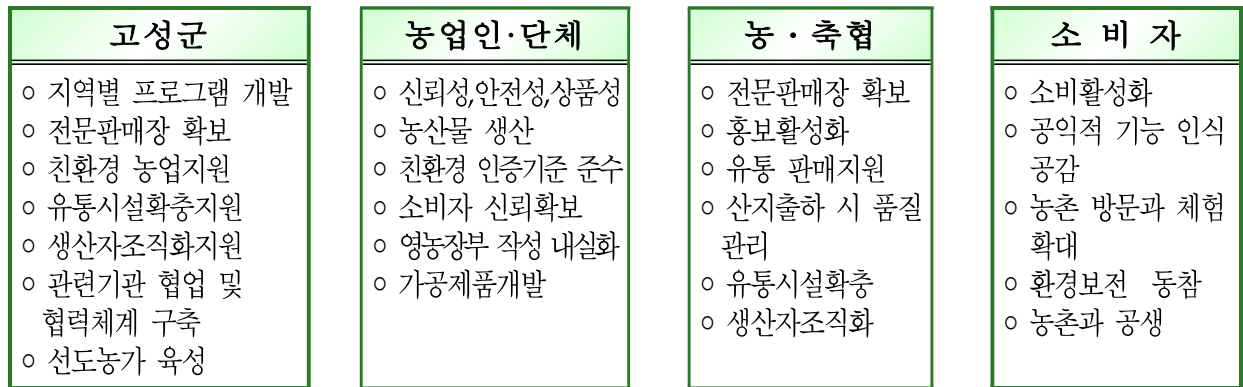 고성군
○ 지역별 프로그램 개발
○ 전문판매장 확보
○ 친환경 농업지원
○ 유통시설확충지원
○ 생산자조직화지원
○ 관련기관 협업 및
협력체계 구축
○ 선도농가 육성
농업인·단체
○ 신뢰성,안전성,상품성
○ 농산물 생산
○ 친환경 인증기준 준수
○ 소비자 신뢰확보
○ 영농장부 작성 내실화
○ 가공제품개발
농·축협
○ 전문판매장 확보
○ 홍보활성화
○ 유통 판매지원
○ 산지출하 시 품질
관리
○ 유통시설확충
○ 생산자조직화
소 비 자
○ 소비활성화
○ 공익적 기능 인식
공감
○ 농촌 방문과 체험
확대
○ 환경보전 동참
○ 농촌과 공생